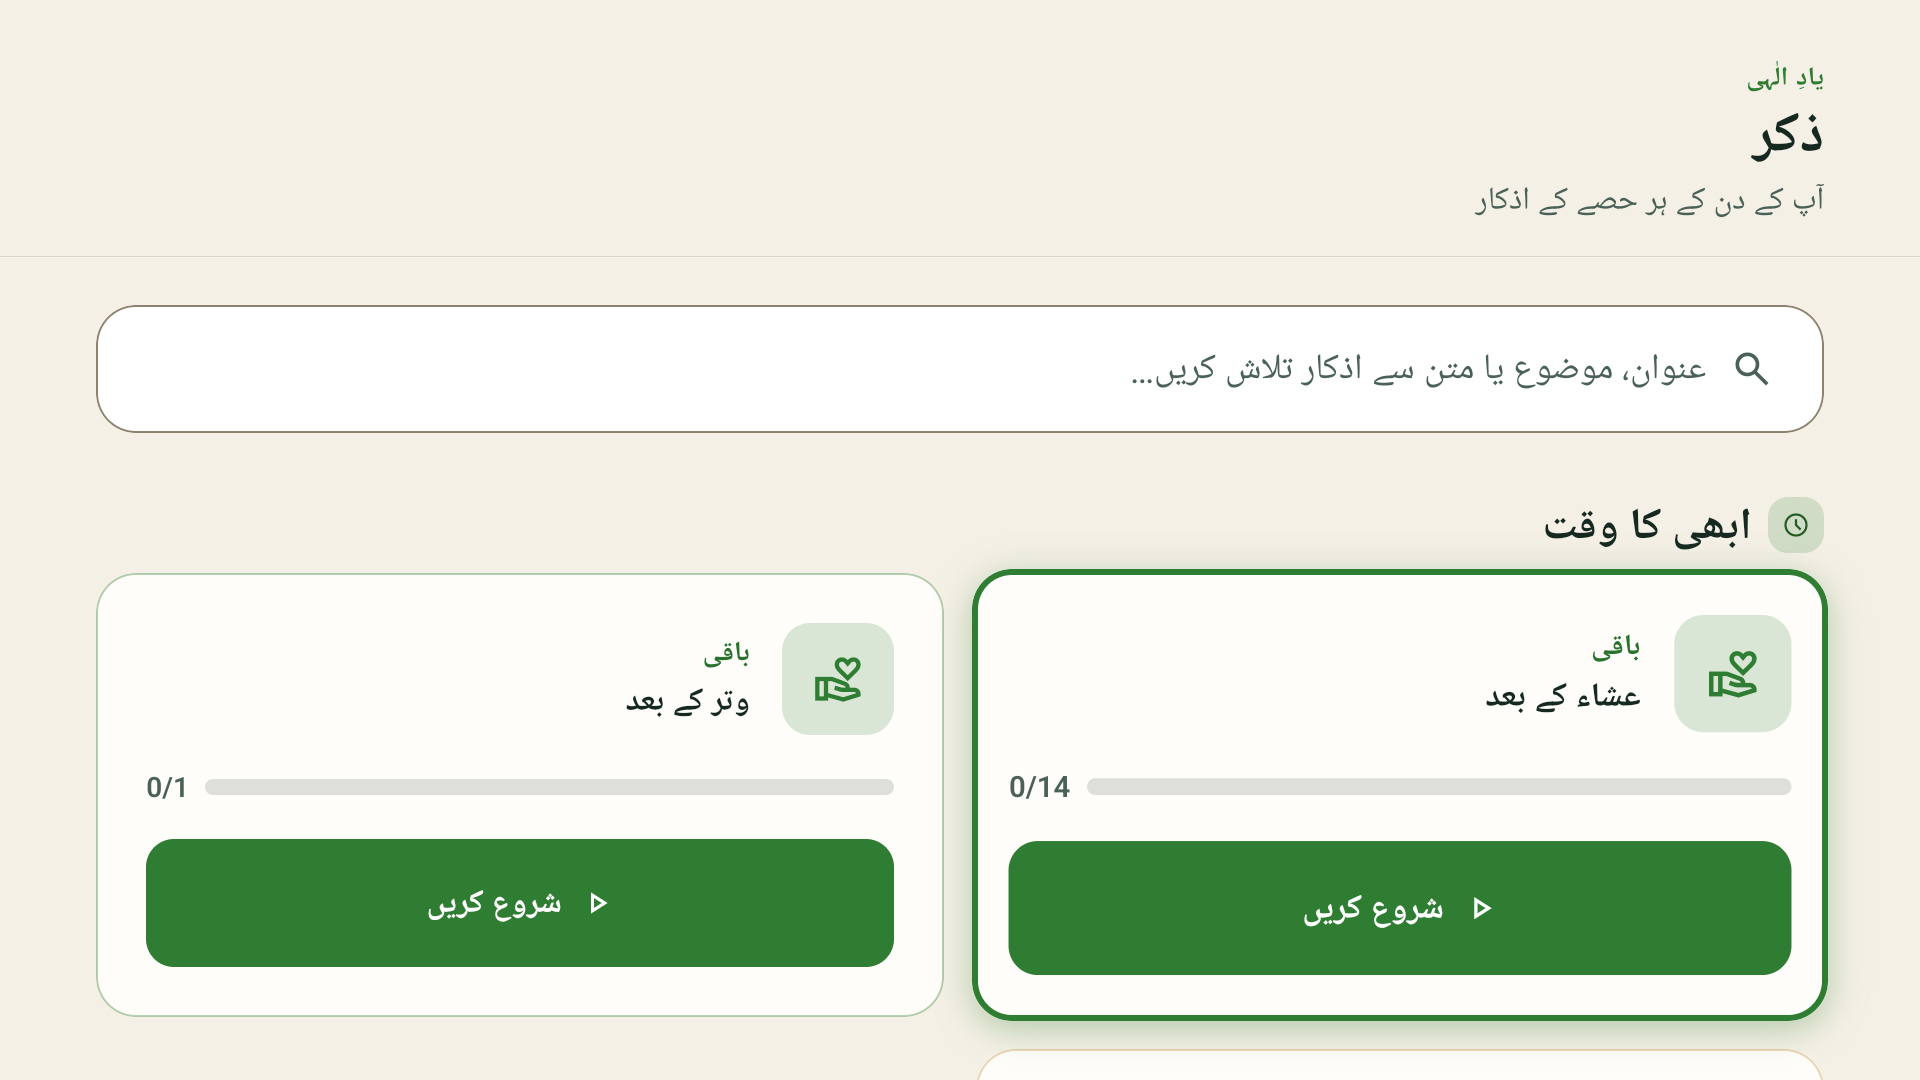 یادِ الٰہی
ذکر
آپ کے دن کے ہر حصے کے اذکار
عنوان، موضوع یا متن سے اذکار تلاش کریں...
ابھی کا وقت
باقی
عشاء کے بعد
0/14
شروع کریں
باقی
وتر کے بعد
0/1
شروع کریں